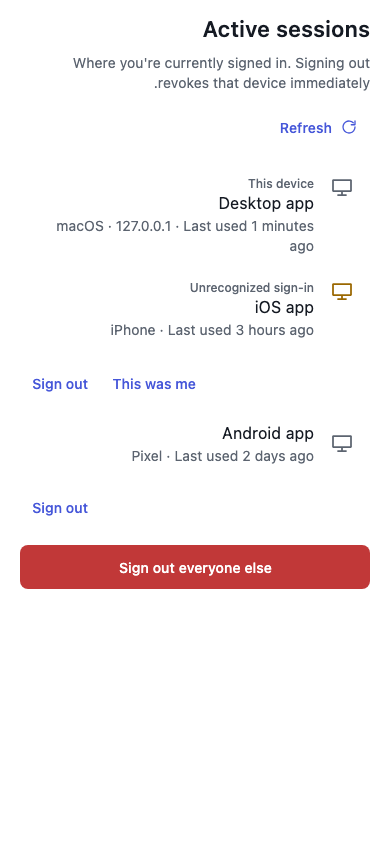 Active sessions
Where you're currently signed in. Signing out
revokes that device immediately.
Refresh
This device
Desktop app
macOS · 127.0.0.1 · Last used 1 minutes
ago
Unrecognized sign-in
iOS app
iPhone · Last used 3 hours ago
This was me
Sign out
Android app
Pixel · Last used 2 days ago
Sign out
Sign out everyone else